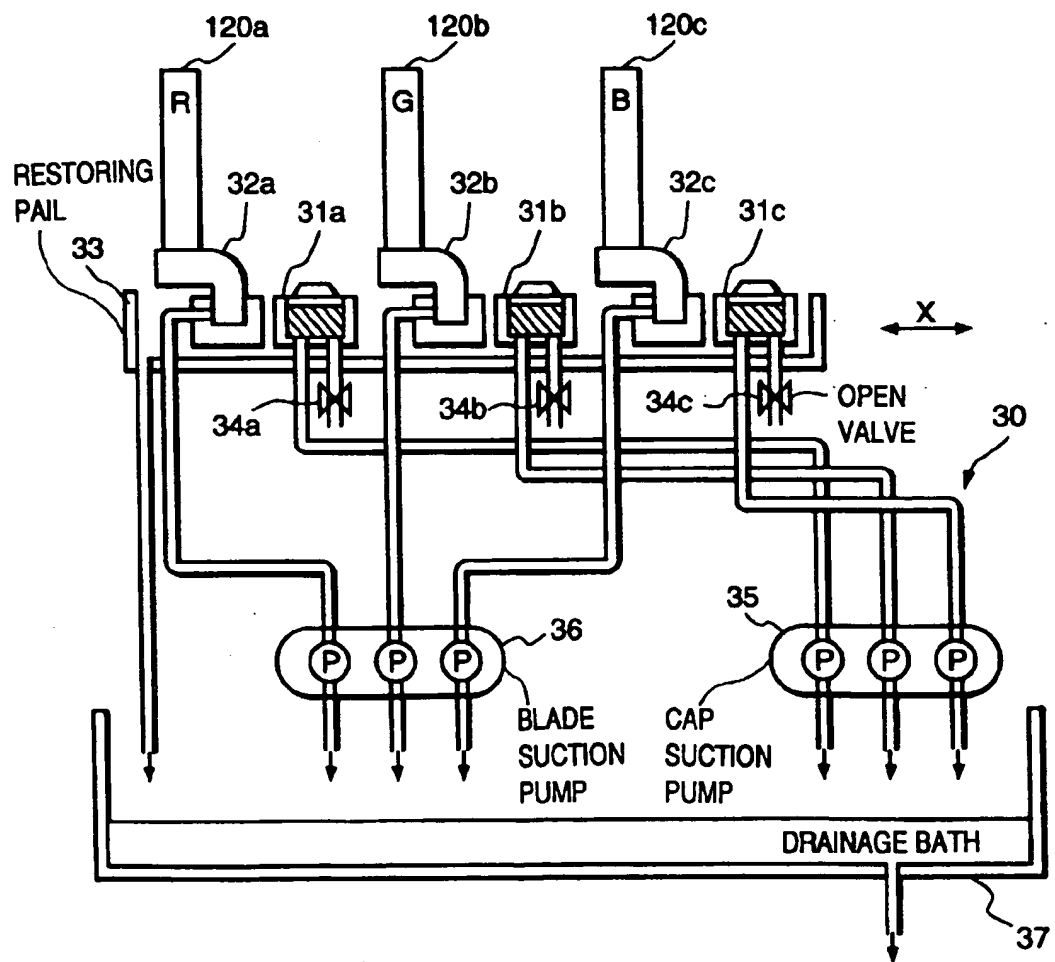 120a
120b
120c
R
G
B
RESTORING
PAIL
32a
32b
32c
31a
31b
31c
33
X
34a
34b
34c
OPEN
VALVE
30
36
35
P
P
P
P
P
P
BLADE
SUCTION
PUMP
CAP
SUCTION
PUMP
DRAINAGE BATH
37